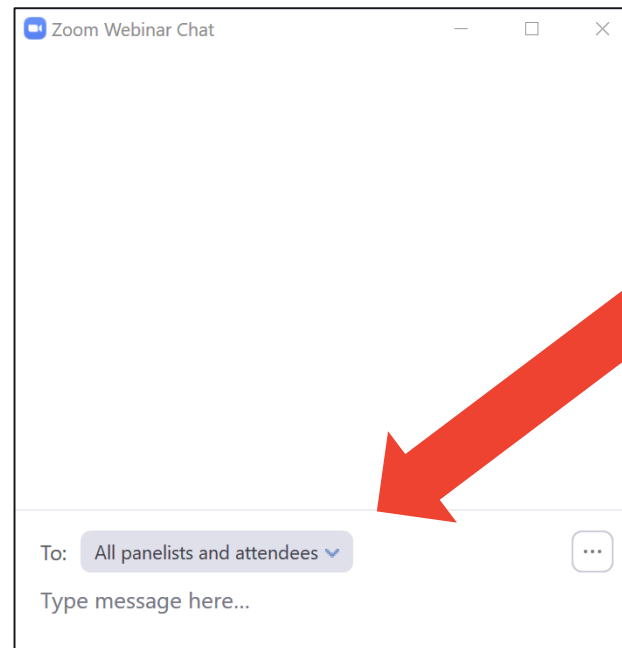 Zoom Webinar Chat
To: All panelists and attendees
Type message here...